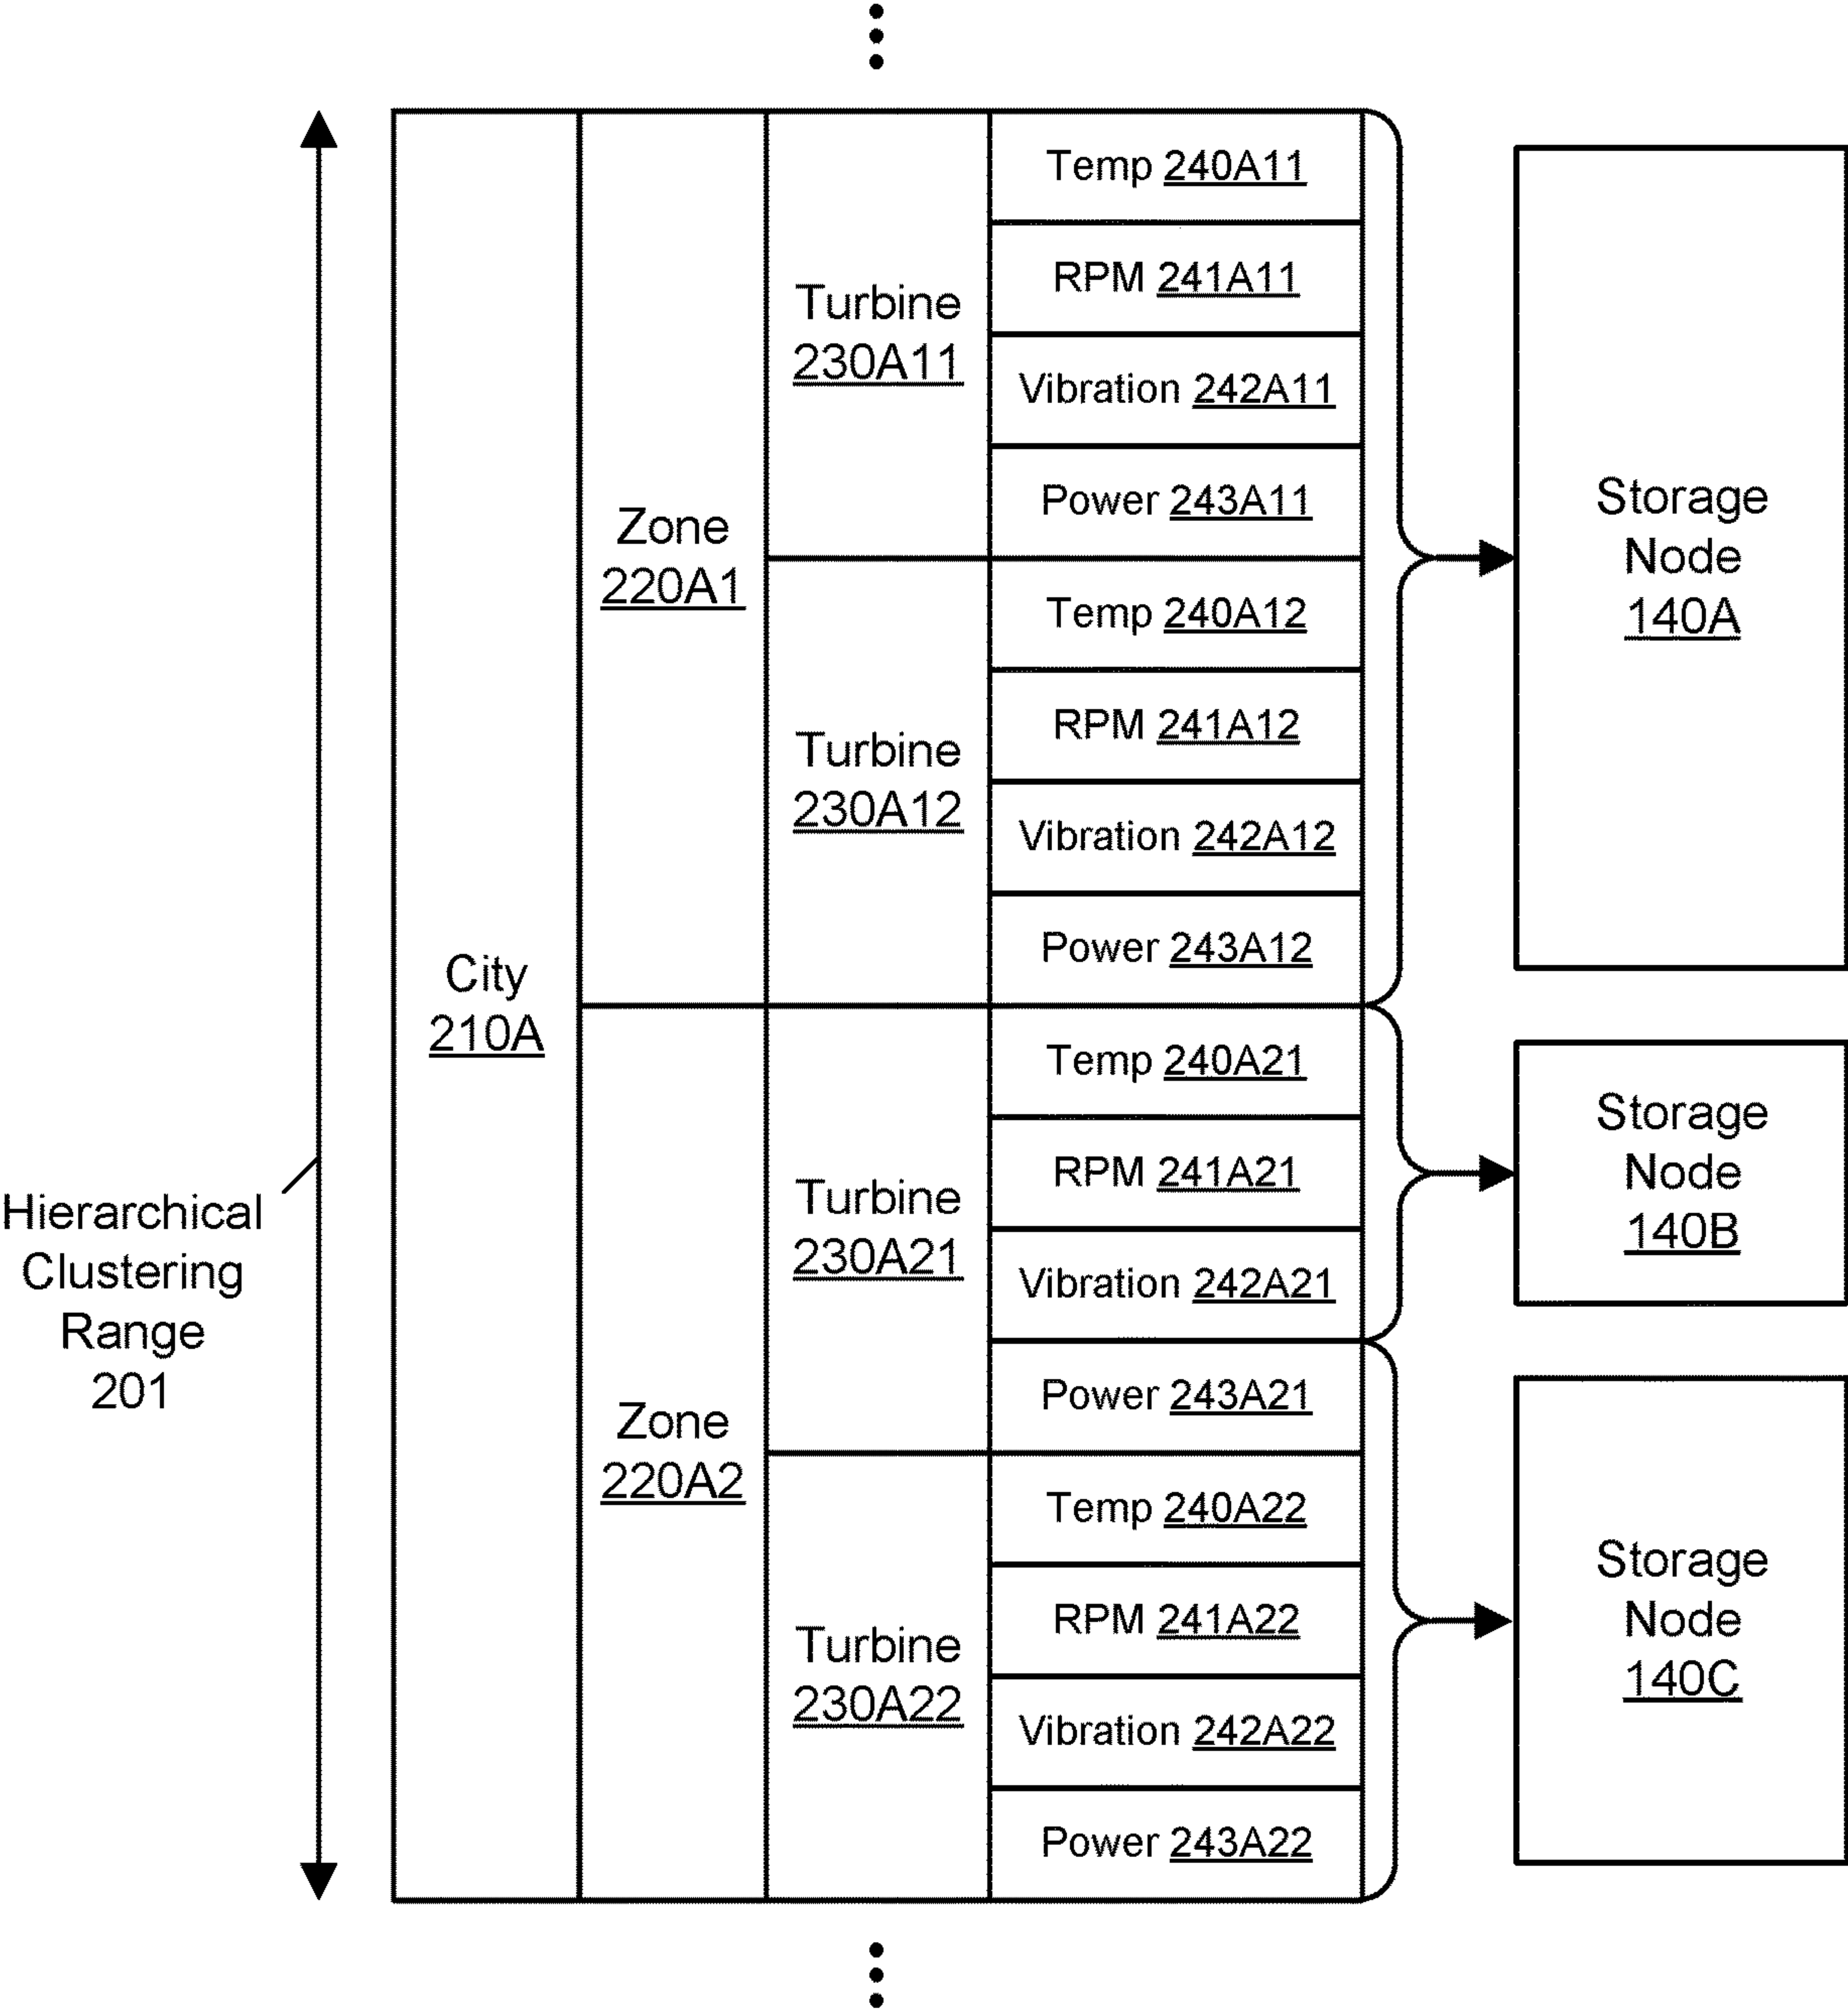 Hierarchical
Clustering
Range
201
City
210A
Zone
220A1
Turbine
230A11
Temp 240A11
RPM 241A11
Vibration 242A11
Power 243A11
Turbine
230A12
Temp 240A12
RPM 241A12
Vibration 242A12
Power 243A12
Zone
220A2
Turbine
230A21
Temp 240A21
RPM 241A21
Vibration 242A21
Power 243A21
Turbine
230A22
Temp 240A22
RPM 241A22
Vibration 242A22
Power 243A22
Storage
Node
140A
Storage
Node
140B
Storage
Node
140C